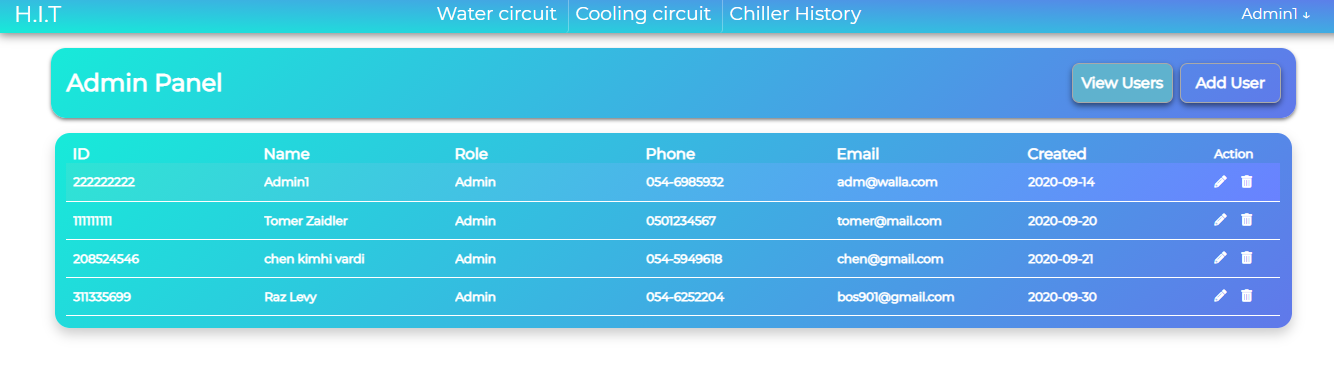 H.I.T Water circuit Cooling circuit Chiller History Admin1 ↓
Admin Panel View Users Add User
ID Name Role Phone Email Created Action
222222222 Admin1 Admin 054-6985932 adm@walla.com 2020-09-14
111111111 Tomer Zaidler Admin 0501234567 tomer@mail.com 2020-09-20
208524546 chen kimhi vardi Admin 054-5949618 chen@gmail.com 2020-09-21
311335699 Raz Levy Admin 054-6252204 bos901@gmail.com 2020-09-30